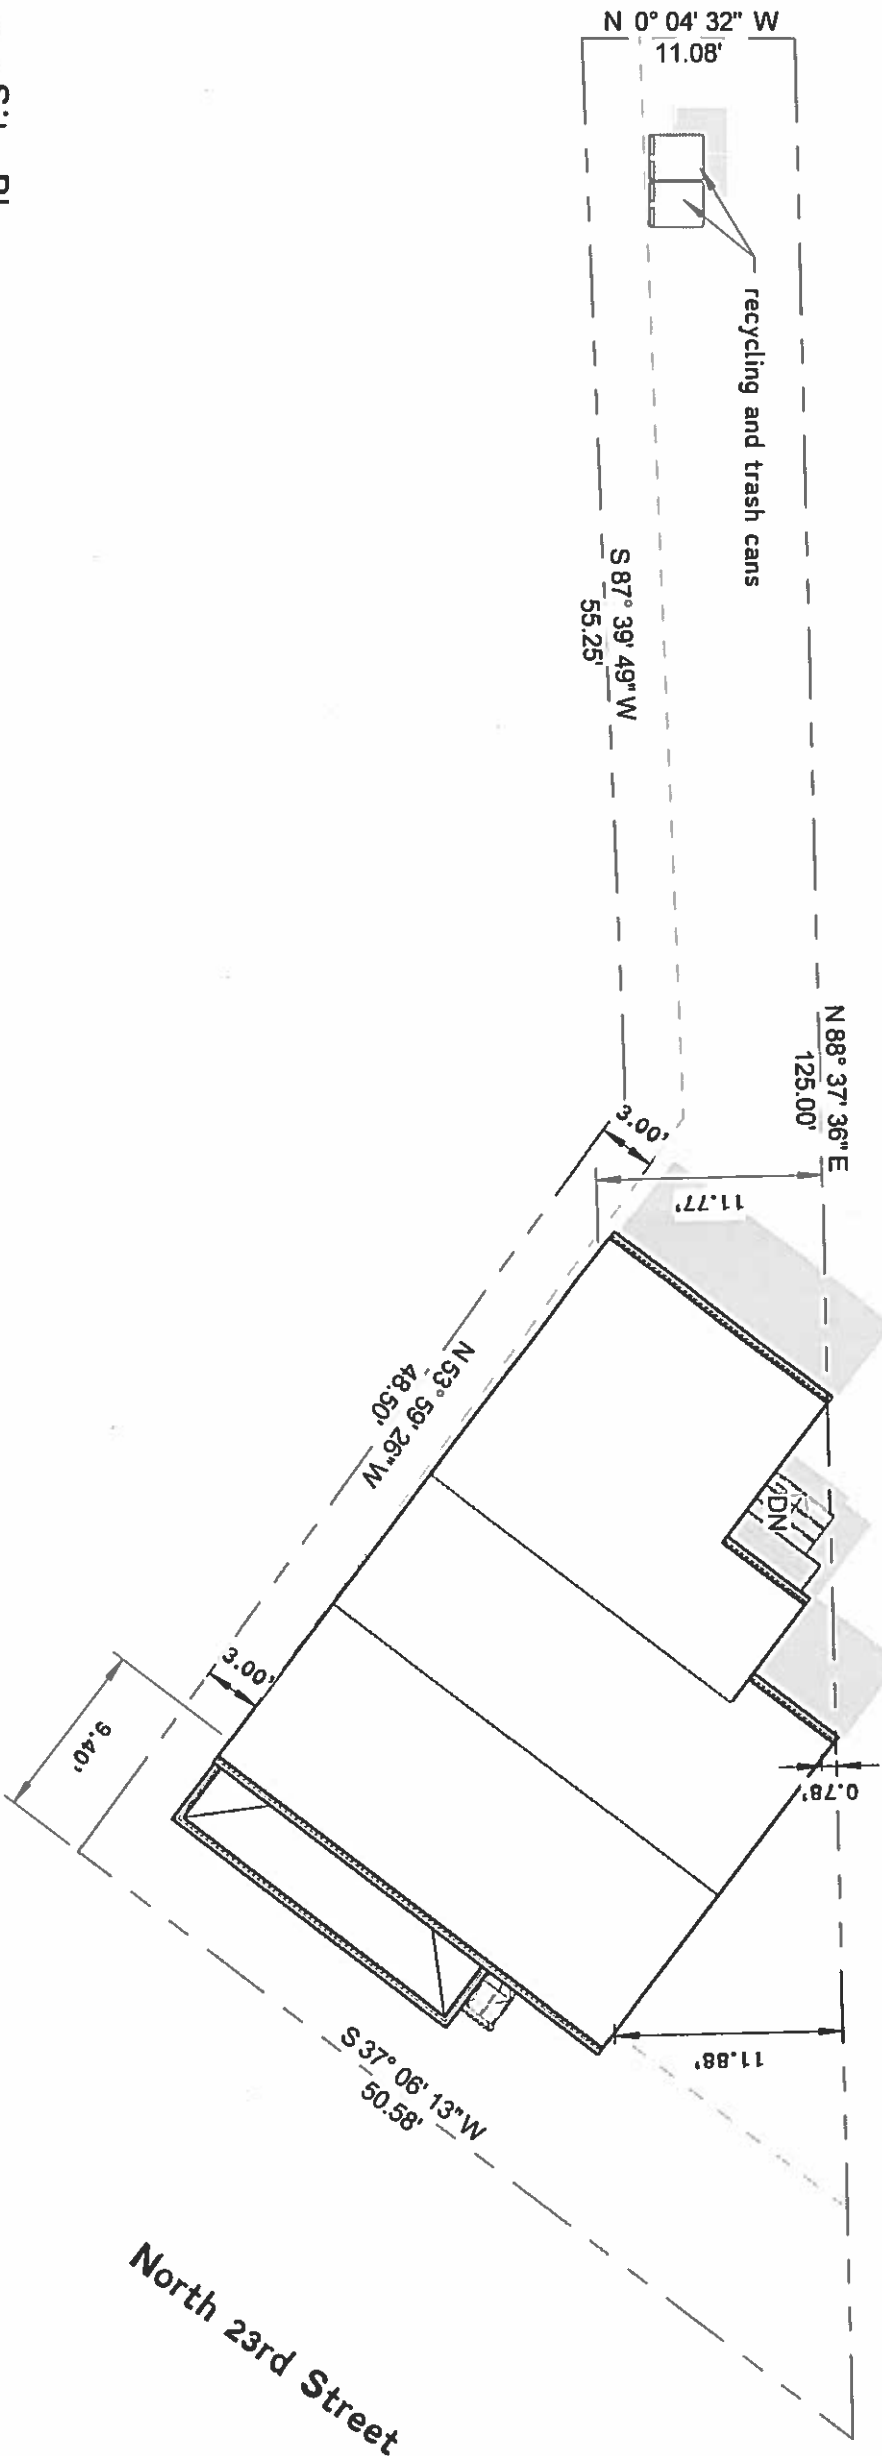 N 0° 04' 32" W
11.08'
recycling and trash cans
S 87° 39' 49" W
55.25'
N 88° 37' 36" E
125.00'
3.00'
11.77'
N 53° 59' 26" W
48.50'
DN
3.00'
9.40'
0.78'
11.88'
S 37° 06' 13" W
50.58'
North 23rd Street